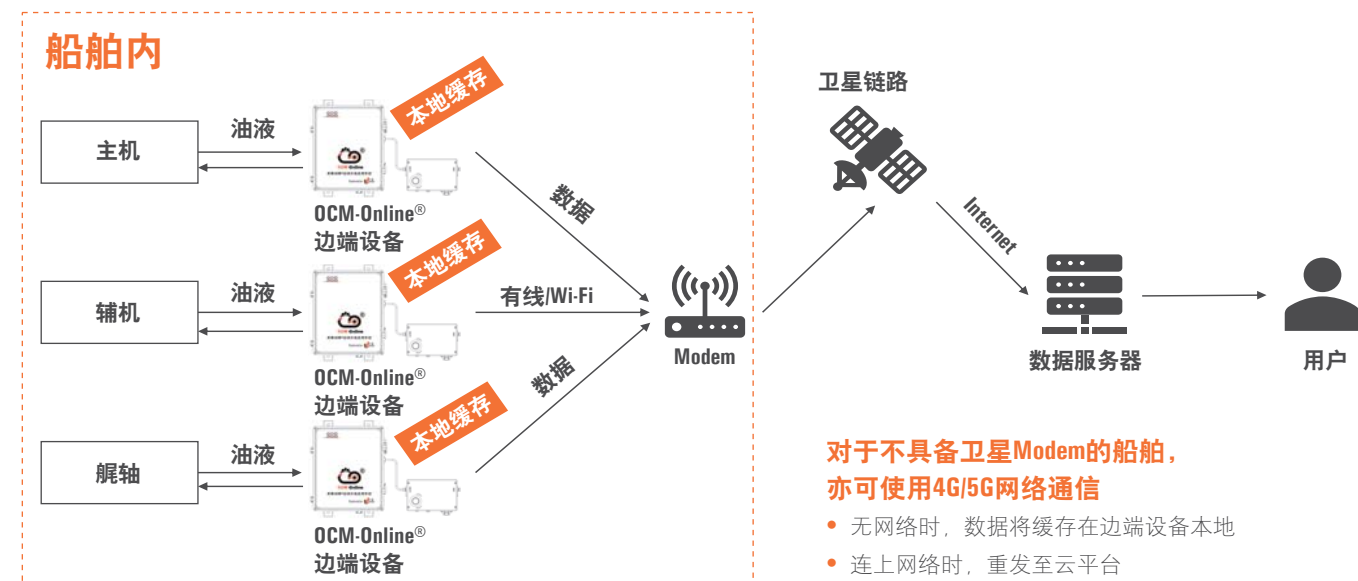 船舶内
主机
油液
本地缓存
OCM-Online®
边端设备
数据
辅机
油液
本地缓存
OCM-Online®
边端设备
有线/Wi-Fi
艉轴
油液
本地缓存
OCM-Online®
边端设备
数据
Modem
卫星链路
Internet
数据服务器
用户
对于不具备卫星Modem的船舶，
亦可使用4G/5G网络通信
• 无网络时，数据将缓存在边端设备本地
• 连上网络时，重发至云平台